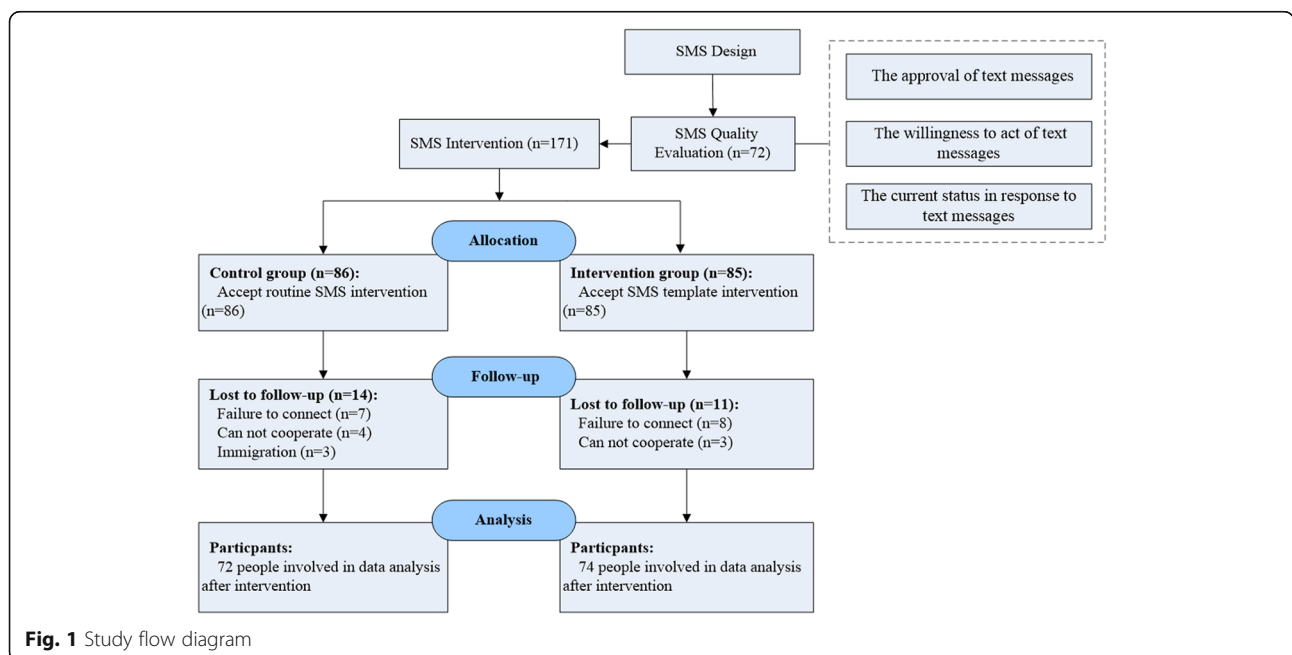 SMS Design
The approval of text messages
SMS Intervention (n=171)
SMS Quality
Evaluation (n=72)
The willingness to act of text
messages
The current status in response to
text messages
Allocation
Control group (n=86):
Accept routine SMS intervention
(n=86)
Intervention group (n=85):
Accept SMS template intervention
(n=85)
Follow-up
Lost to follow-up (n=14):
Failure to connect (n=7)
Can not cooperate (n=4)
Immigration (n=3)
Lost to follow-up (n=11):
Failure to connect (n=8)
Can not cooperate (n=3)
Analysis
Particpants:
72 people involved in data analysis
after intervention
Particpants:
74 people involved in data analysis
after intervention
Fig. 1 Study flow diagram